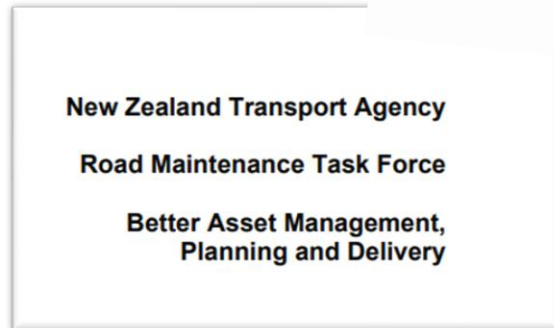 New Zealand Transport Agency
Road Maintenance Task Force
Better Asset Management,
Planning and Delivery